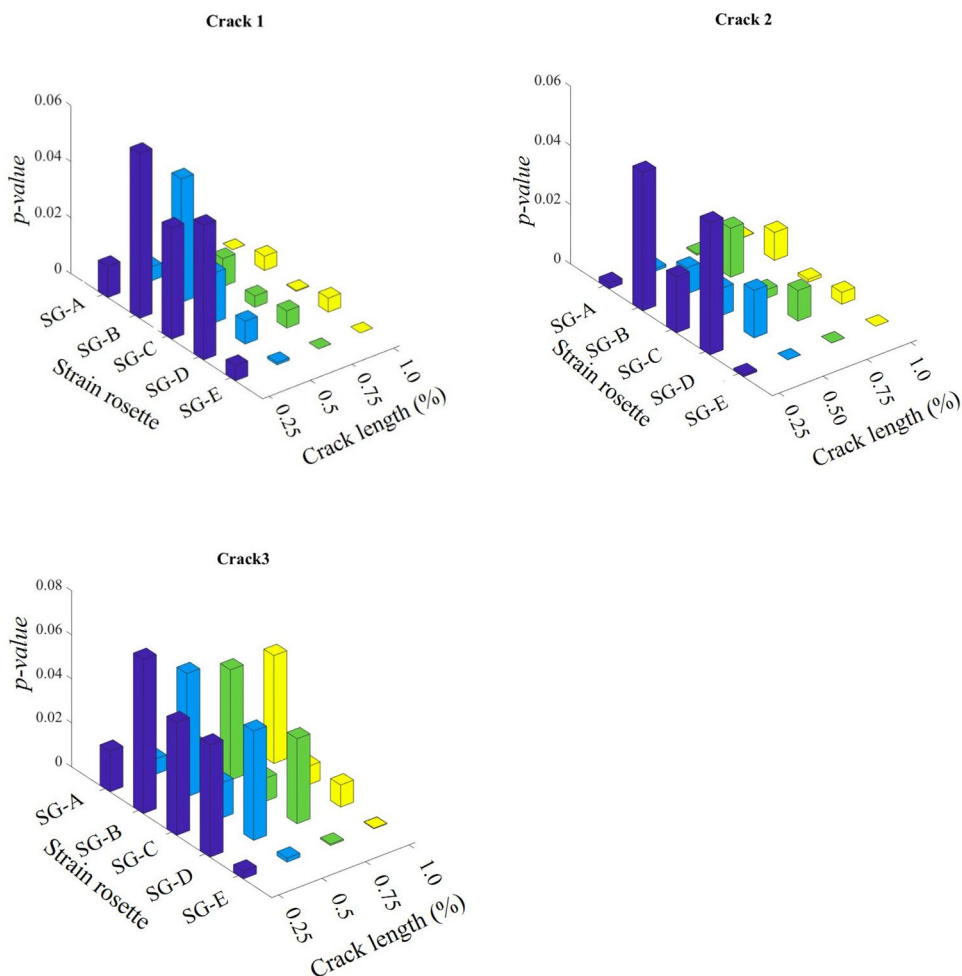 Crack 1
0.06
0.04
0.02
0
p-value
SG-A
SG-B
SG-C
SG-D
SG-E
Strain rosette
0.25
0.5
0.75
1.0
Crack length (%)
Crack 2
0.06
0.04
0.02
0
p-value
SG-A
SG-B
SG-C
SG-D
SG-E
Strain rosette
0.25
0.50
0.75
1.0
Crack length (%)
Crack3
0.08
0.06
0.04
0.02
0
p-value
SG-A
SG-B
SG-C
SG-D
SG-E
Strain rosette
0.25
0.5
0.75
1.0
Crack length (%)